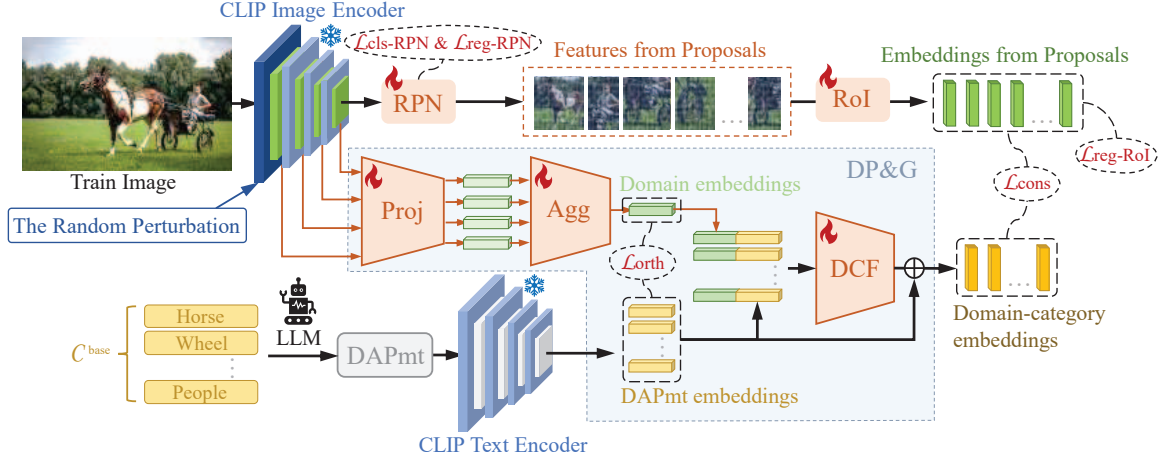 CLIP Image Encoder
ℒcls-RPN & ℒreg-RPN
Features from Proposals
Embeddings from Proposals
RPN
...
RoI
...
Train Image
ℒreg-RoI
DP&G
ℒcons
The Random Perturbation
Proj
Agg
Domain embeddings
ℒorth
DCF
...
Domain-category
embeddings
C base
Horse
Wheel
People
LLM
DAPmt
DAPmt embeddings
CLIP Text Encoder